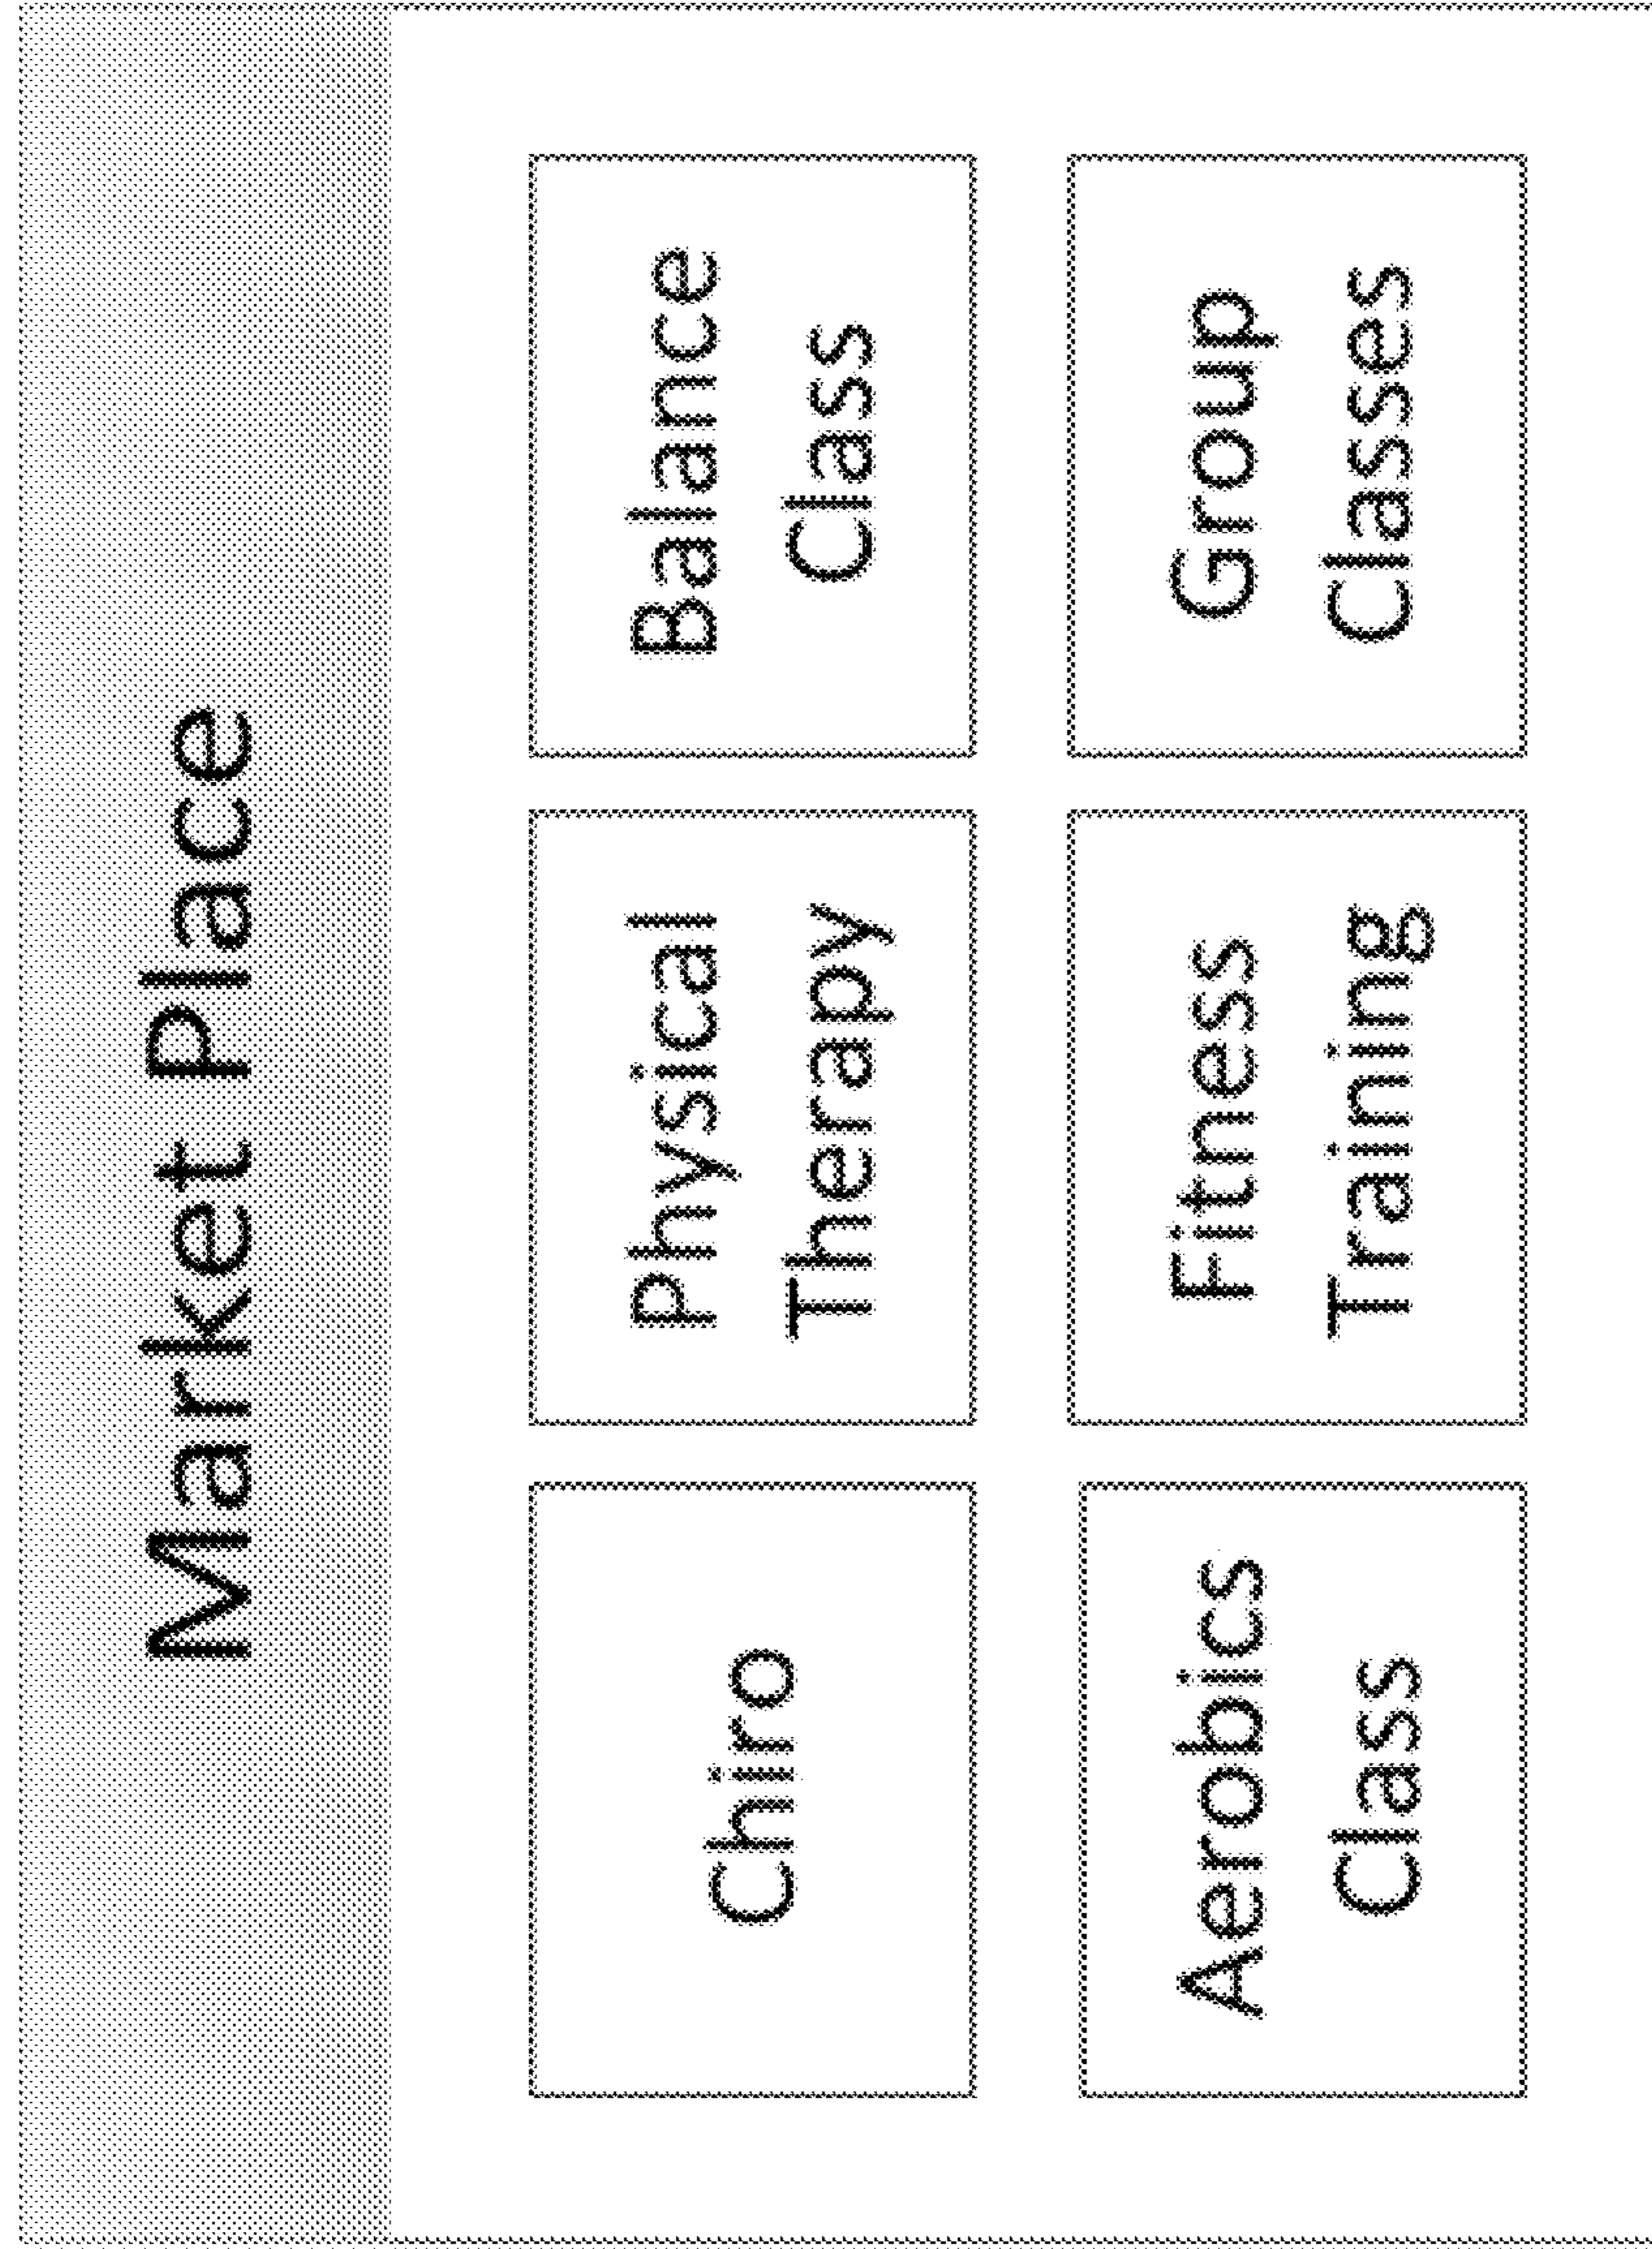 Market Place
Chiro
Physical
Therapy
Balance
Class
Aerobics
Class
Fitness
Training
Group
Classes